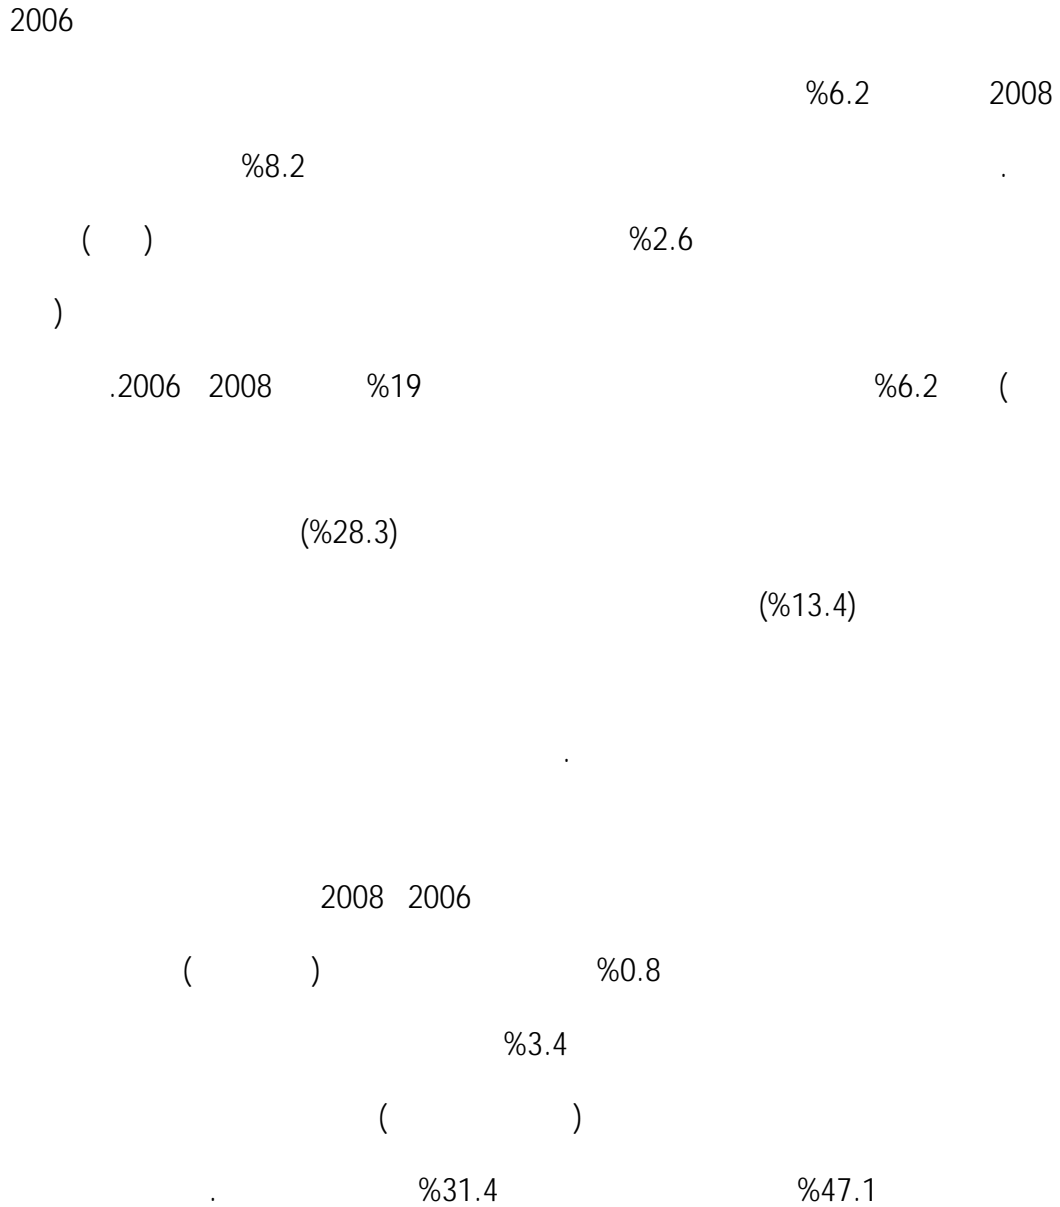 2006
2008 %6.2
. %8.2
%2.6 ( )
)
( %6.2 %19 2008 2006.
(%28.3)
(%13.4)
.
2006 2008
%0.8 ( )
%3.4
( )
%47.1 %31.4 .